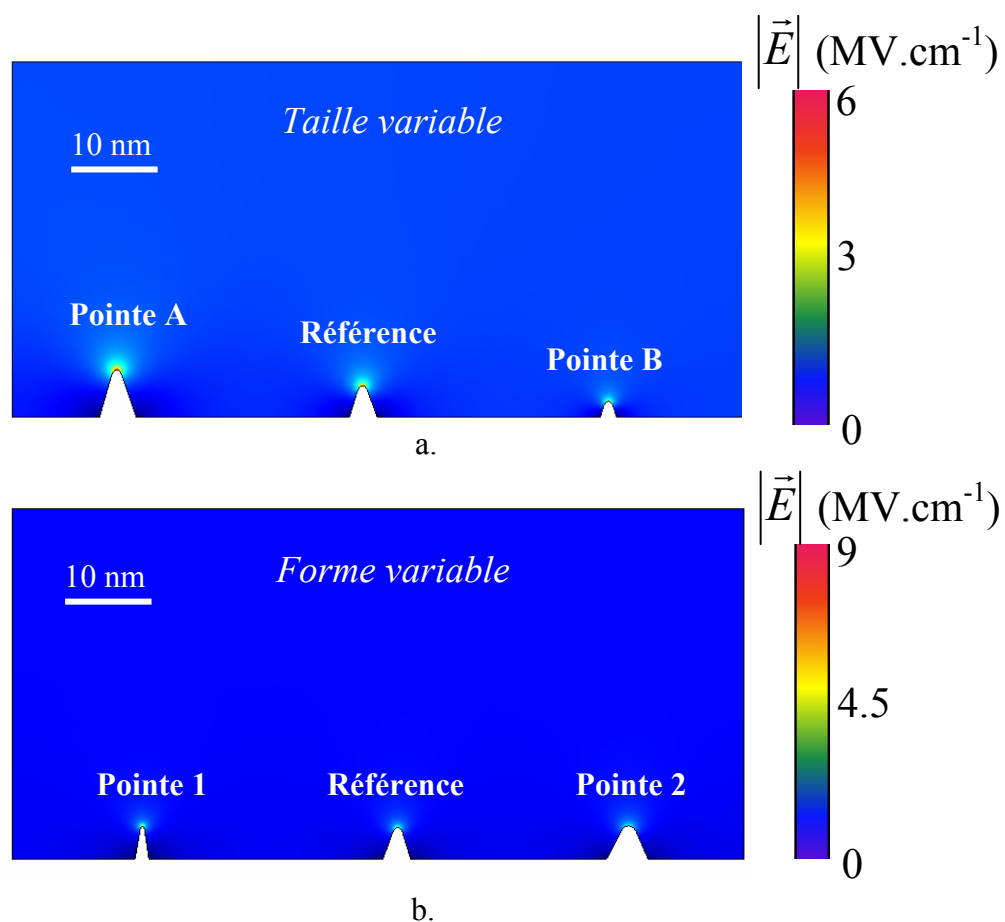 |E⃗| (MV.cm⁻¹)
6
3
0
Taille variable
10 nm
Pointe A
Référence
Pointe B
a.
|E⃗| (MV.cm⁻¹)
9
4.5
0
Forme variable
10 nm
Pointe 1
Référence
Pointe 2
b.